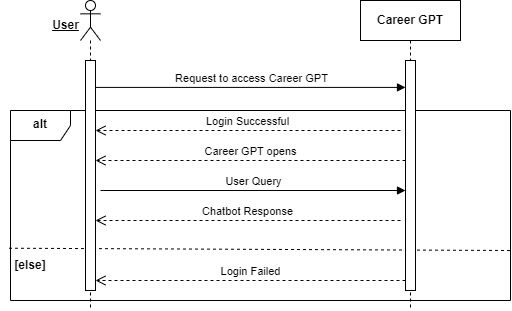 User
Career GPT
Request to access Career GPT
alt
Login Successful
Career GPT opens
User Query
Chatbot Response
[else]
Login Failed